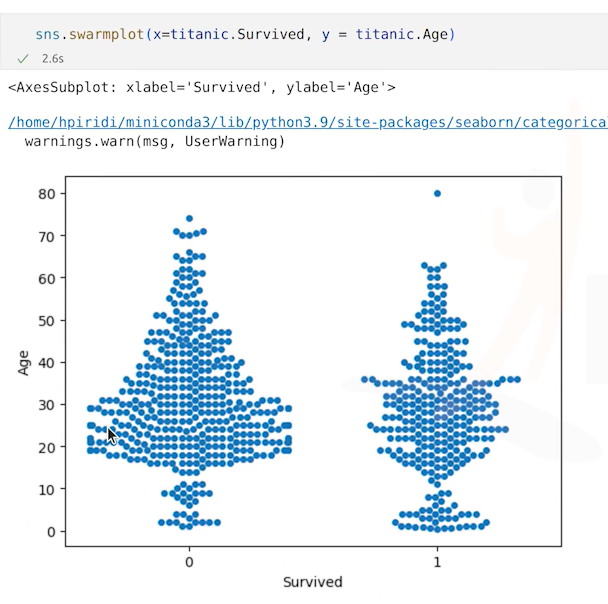 sns.swarmplot(x=titanic.Survived, y = titanic.Age)
✓ 2.6s
<AxesSubplot: xlabel='Survived', ylabel='Age'>
/home/hpiridi/miniconda3/lib/python3.9/site-packages/seaborn/categorical
warnings.warn(msg, UserWarning)
80
70
60
50
40
30
20
10
0
Age
0 1
Survived